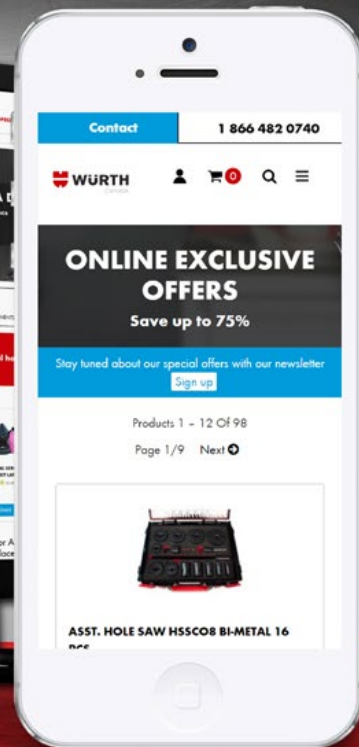 Contact
1 866 482 0740
WÜRTH
CANADA
0
ONLINE EXCLUSIVE
OFFERS
Save up to 75%
Stay tuned about our special offers with our newsletter
Sign up
Products 1 - 12 Of 98
Page 1/9 Next
ASST. HOLE SAW HSSCO8 BI-METAL 16